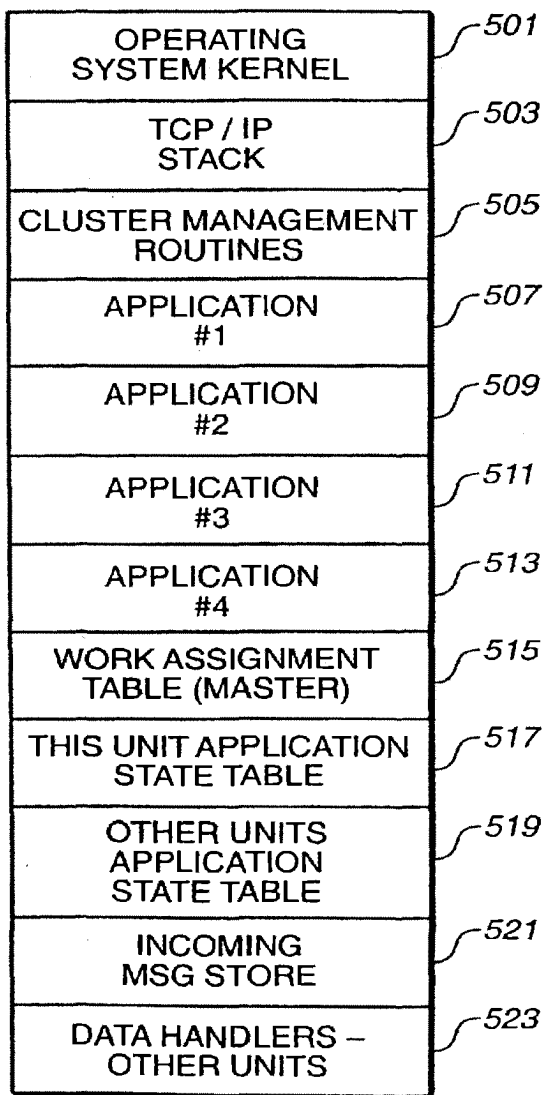 OPERATING
SYSTEM KERNEL
501
TCP / IP
STACK
503
CLUSTER MANAGEMENT
ROUTINES
505
APPLICATION
#1
507
APPLICATION
#2
509
APPLICATION
#3
511
APPLICATION
#4
513
WORK ASSIGNMENT
TABLE (MASTER)
515
THIS UNIT APPLICATION
STATE TABLE
517
OTHER UNITS
APPLICATION
STATE TABLE
519
INCOMING
MSG STORE
521
DATA HANDLERS –
OTHER UNITS
523